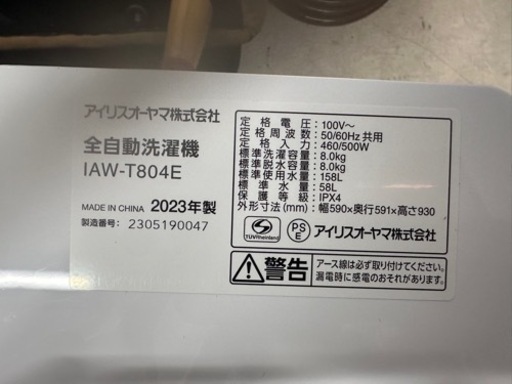 アイリスオーヤマ株式会社
全自動洗濯機
IAW-T804E
MADE IN CHINA 2023年製
製造番号: 2305190047
定格電圧: 100V～
定格周波数: 50/60Hz 共用
定格入力: 460/500W
標準洗濯容量: 8.0kg
標準脱水容量: 8.0kg
標準使用水量: 158L
標準水量: 58L
保護等級: IPX4
外形寸法(mm): 幅590×奥行591×高さ930
TÜVRheinland
PS
E
アイリスオーヤマ株式会社
警告
アース線は必ず取り付けてください。
漏電時に感電のおそれがあります。